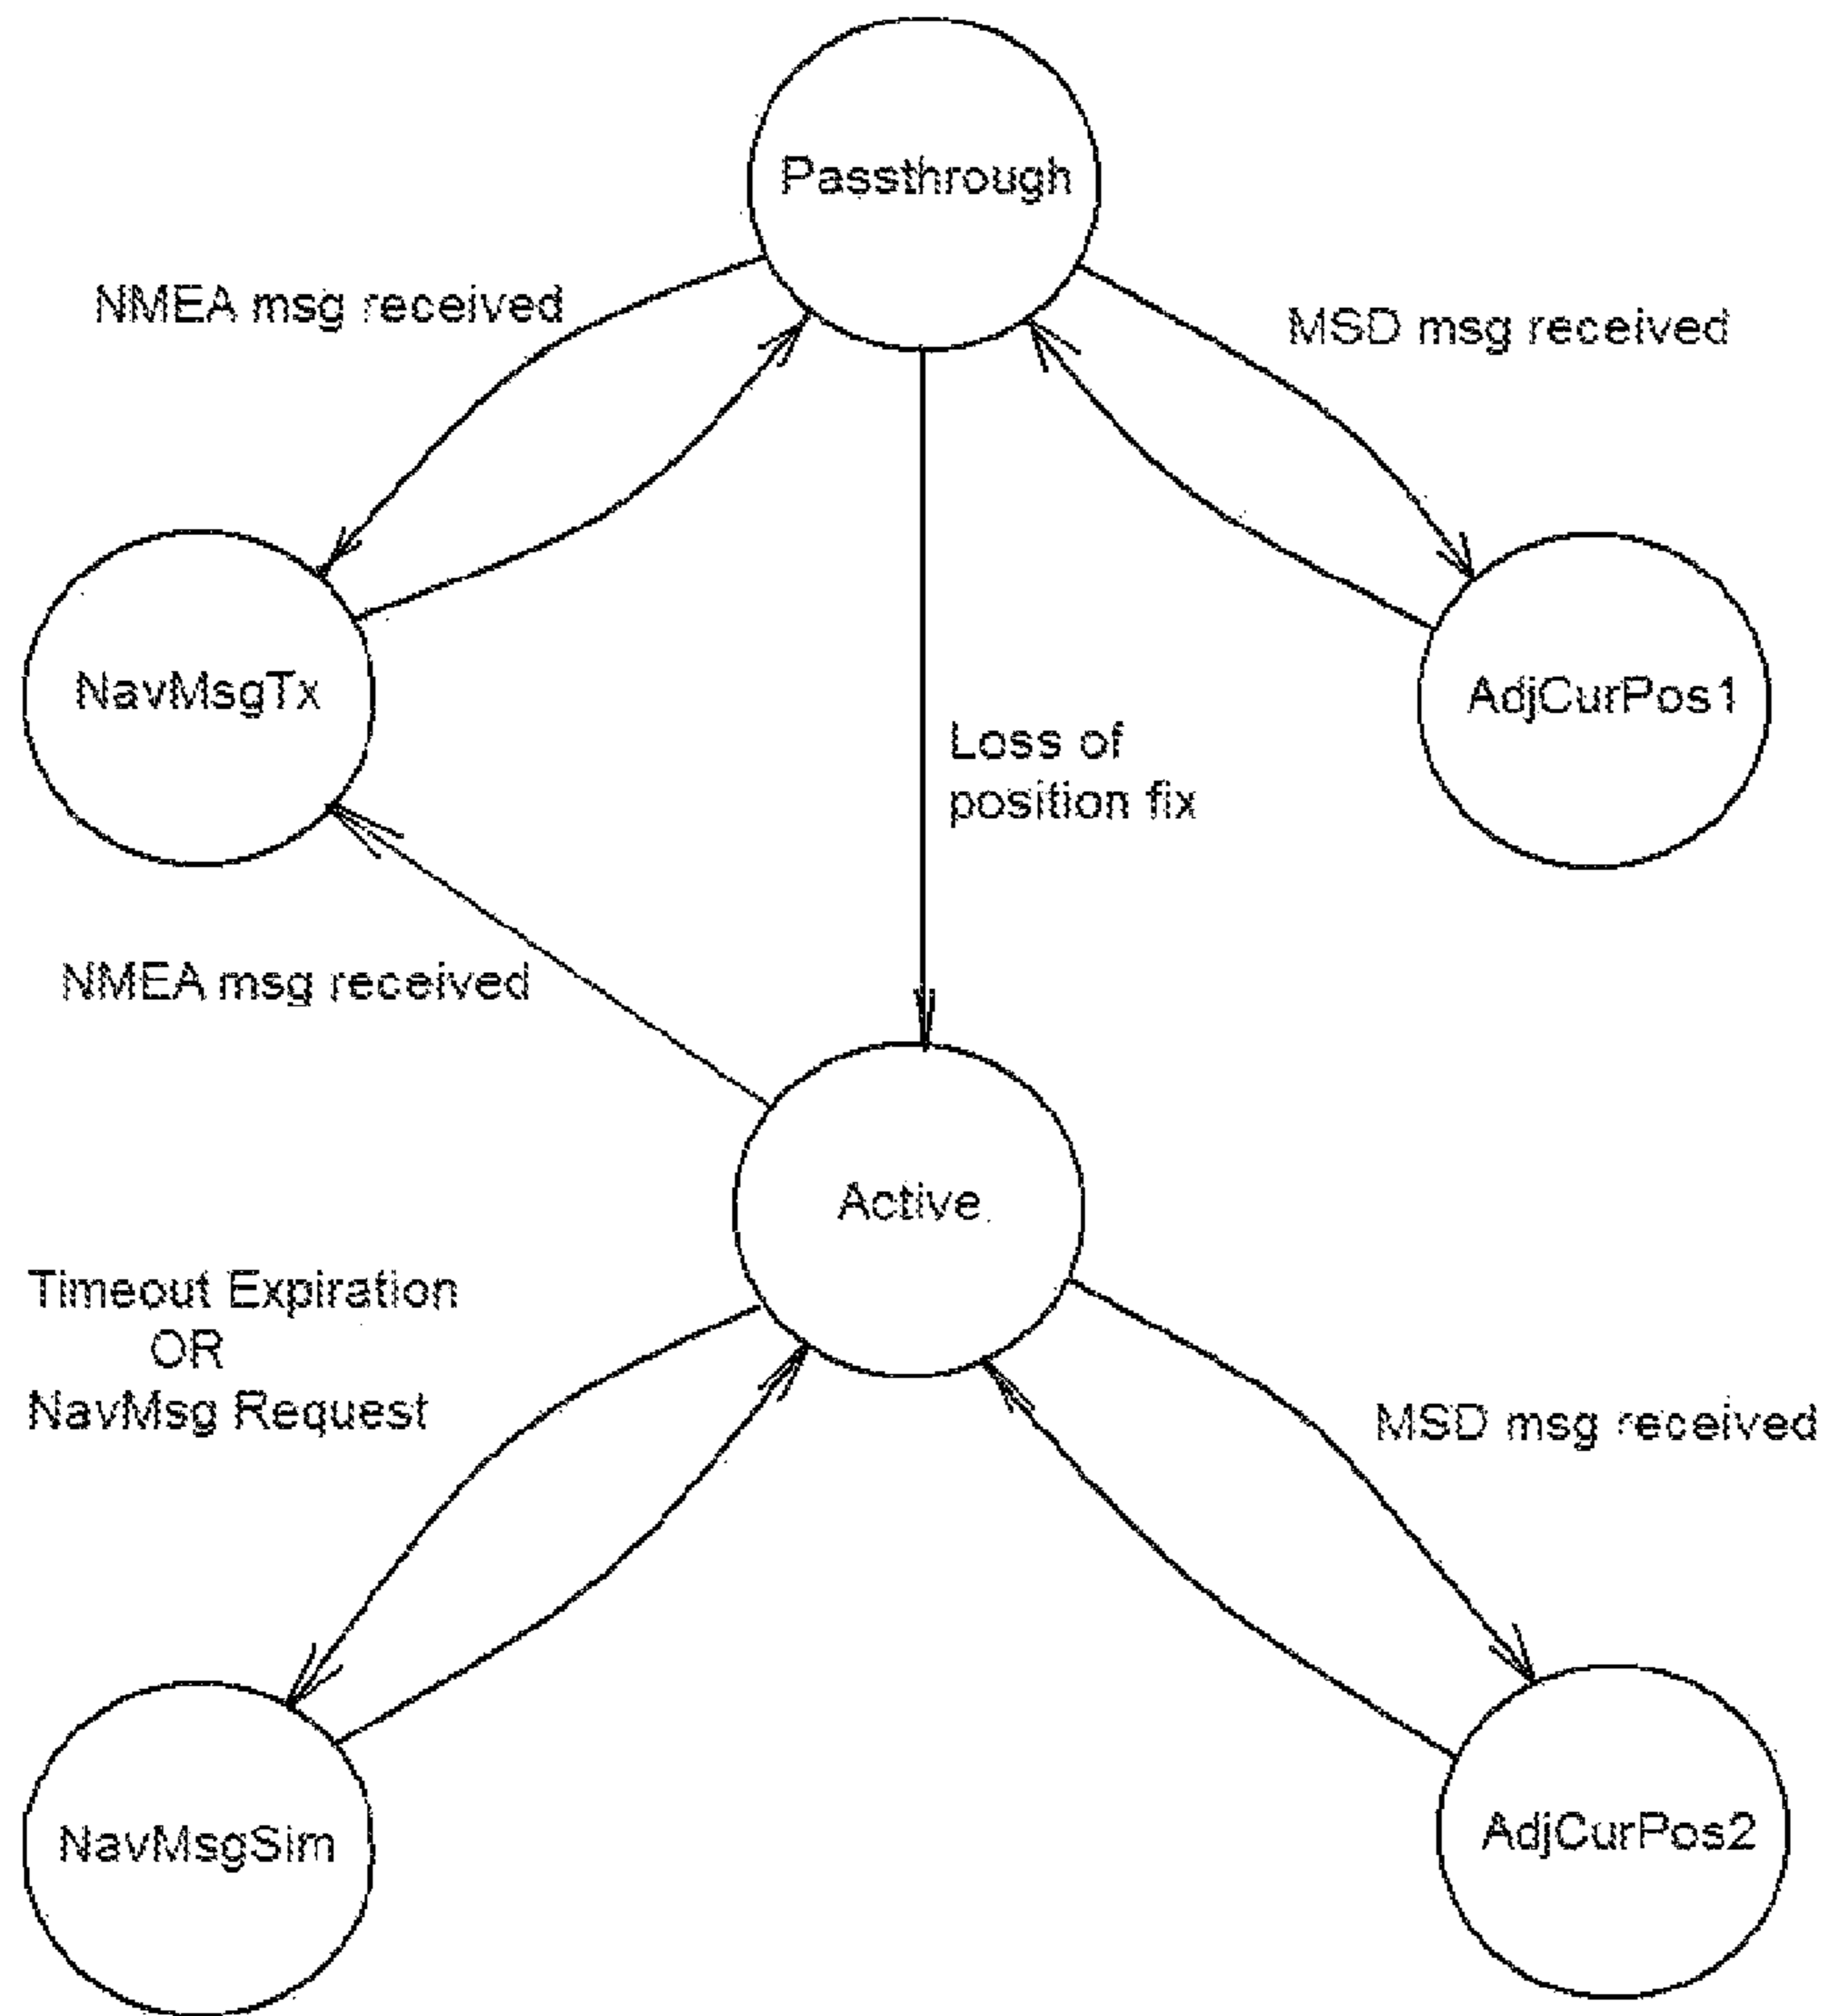 Passthrough
NMEA msg received
MSD msg received
NavMsgTx
AdjCurPos1
Loss of
position fix
NMEA msg received
Active
Timeout Expiration
OR
NavMsg Request
MSD msg received
NavMsgSim
AdjCurPos2